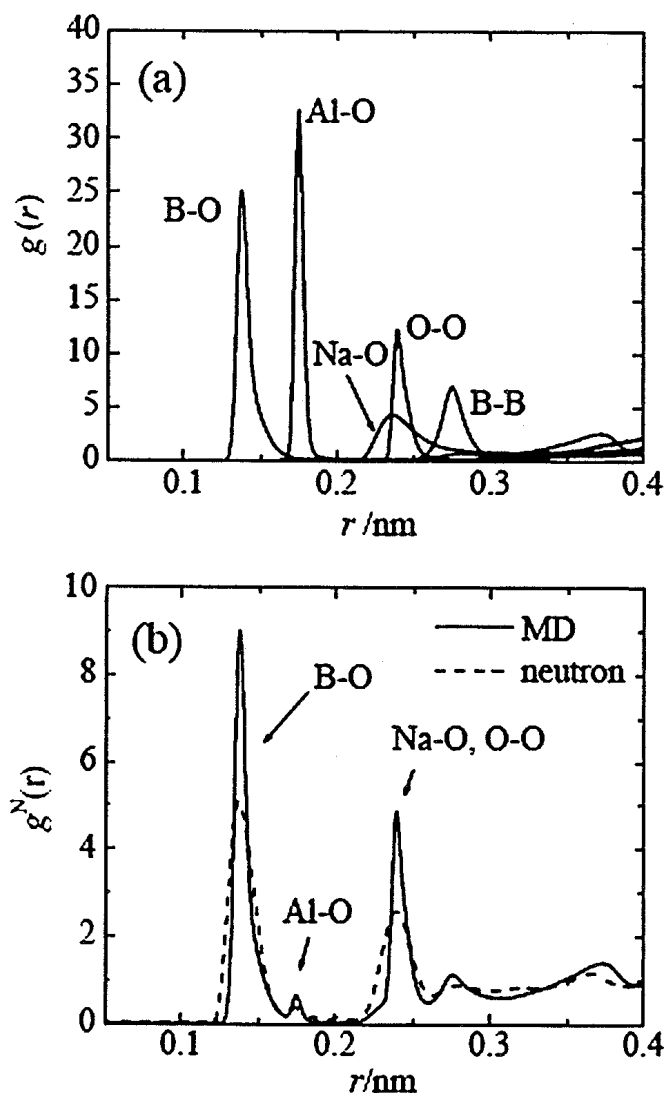 (a)
40
35
30
25
20
15
10
5
0
g(r)
B-O
Al-O
Na-O
O-O
B-B
0.1 0.2 0.3 0.4
r /nm
(b)
10
8
6
4
2
0
g^N(r)
MD
neutron
B-O
Na-O, O-O
Al-O
0.1 0.2 0.3 0.4
r/nm